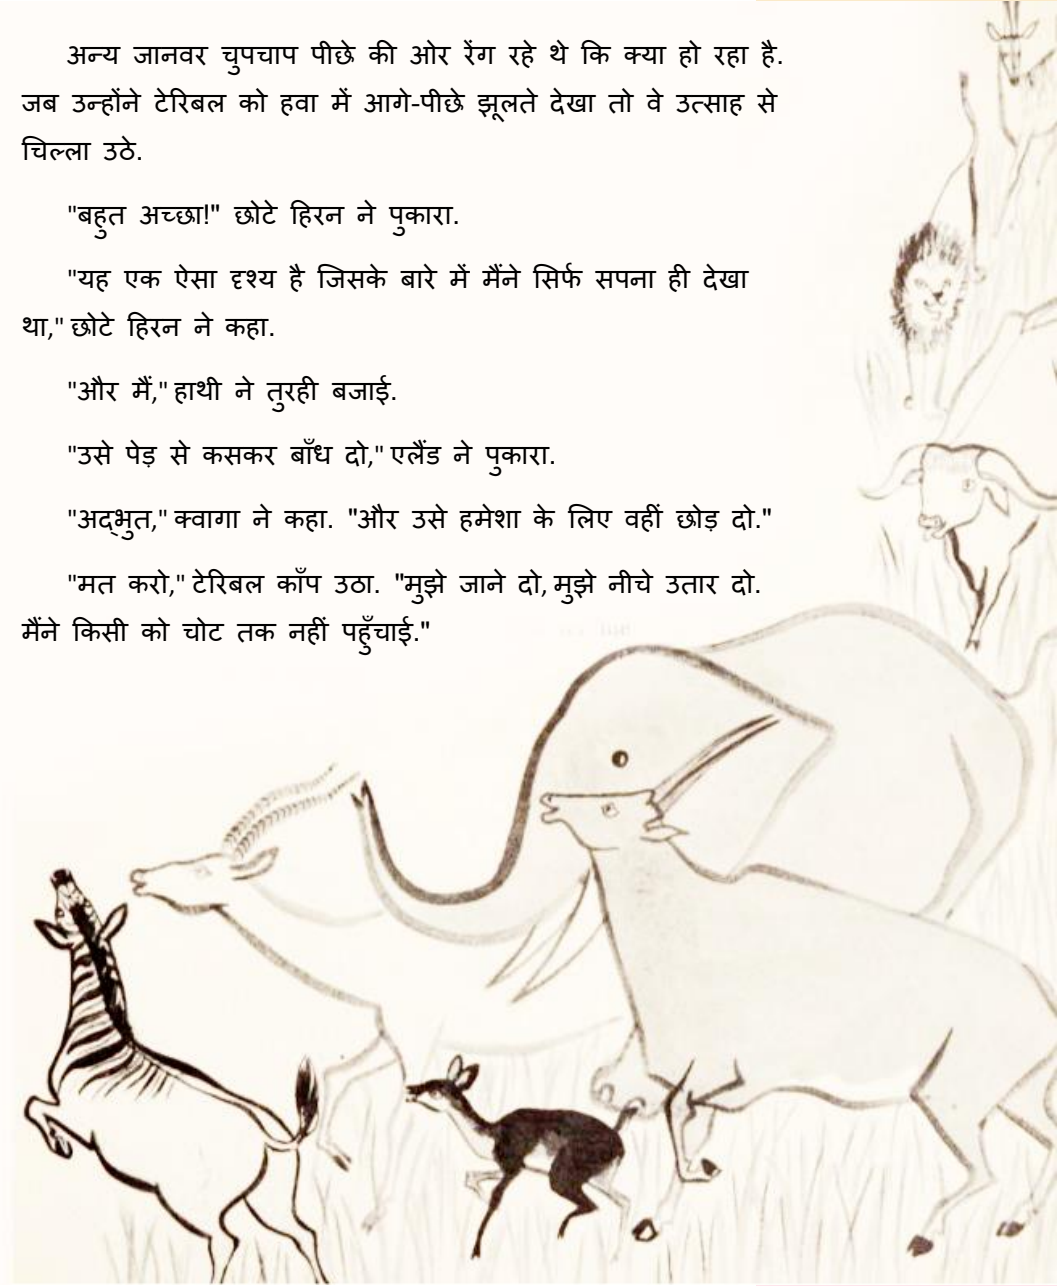 अन्य जानवर चुपचाप पीछे की ओर रेंग रहे थे कि क्या हो रहा है.
जब उन्होंने टेरिबल को हवा में आगे-पीछे झूलते देखा तो वे उत्साह से
चिल्ला उठे.
"बहुत अच्छा!" छोटे हिरन ने पुकारा.
"यह एक ऐसा दृश्य है जिसके बारे में मैंने सिर्फ सपना ही देखा
था," छोटे हिरन ने कहा.
"और मैं," हाथी ने तुरही बजाई.
"उसे पेड़ से कसकर बाँध दो," एलैंड ने पुकारा.
"अद्भुत," क्वागा ने कहा. "और उसे हमेशा के लिए वहीं छोड़ दो."
"मत करो," टेरिबल काँप उठा. "मुझे जाने दो, मुझे नीचे उतार दो.
मैंने किसी को चोट तक नहीं पहुँचाई."